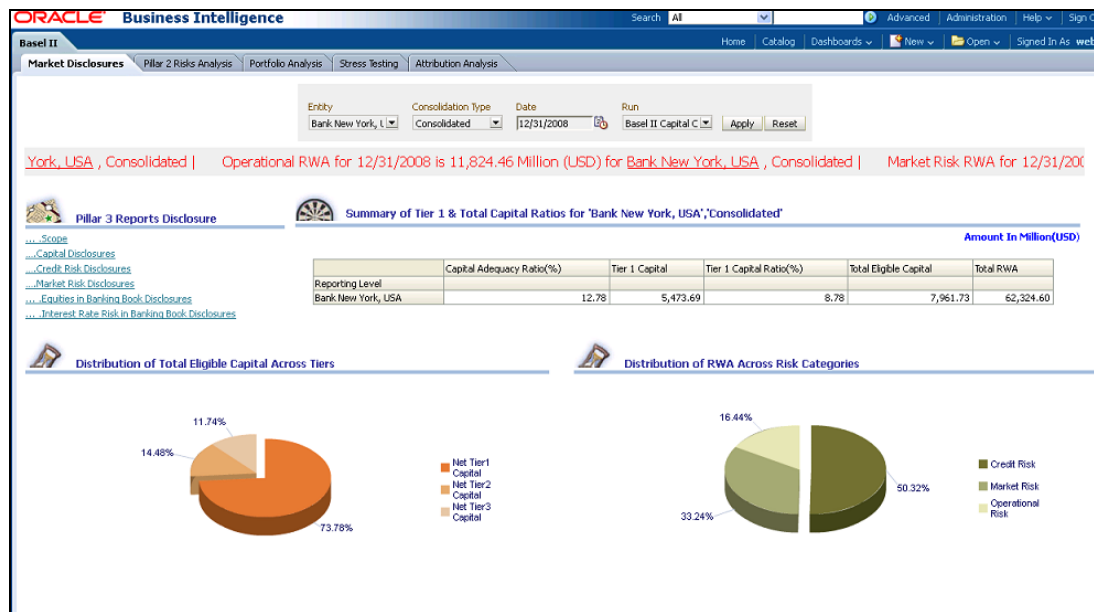 ORACLE Business Intelligence
Search All Advanced Administration Help Sign
Basel II
Home Catalog Dashboards New Open Signed In As web
Market Disclosures Pillar 2 Risks Analysis Portfolio Analysis Stress Testing Attribution Analysis
Entity Consolidation Type Date Run
Bank New York, Consolidated 12/31/2008 Basel II Capital C Apply Reset
York, USA , Consolidated | Operational RWA for 12/31/2008 is 11,824.46 Million (USD) for Bank New York, USA , Consolidated | Market Risk RWA for 12/31/200
Pillar 3 Reports Disclosure
... .Scope
....Capital Disclosures
....Credit Risk Disclosures
....Market Risk Disclosures
... .Equities in Banking Book Disclosures
... .Interest Rate Risk in Banking Book Disclosures
Summary of Tier 1 & Total Capital Ratios for 'Bank New York, USA','Consolidated'
Amount In Million(USD)
Capital Adequacy Ratio(%) Tier 1 Capital Tier 1 Capital Ratio(%) Total Eligible Capital Total RWA
Reporting Level
Bank New York, USA 12.78 5,473.69 8.78 7,961.73 62,324.60
Distribution of Total Eligible Capital Across Tiers
11.74%
14.48%
73.78%
Net Tier1
Capital
Net Tier2
Capital
Net Tier3
Capital
Distribution of RWA Across Risk Categories
16.44%
33.24%
50.32%
Credit Risk
Market Risk
Operational
Risk